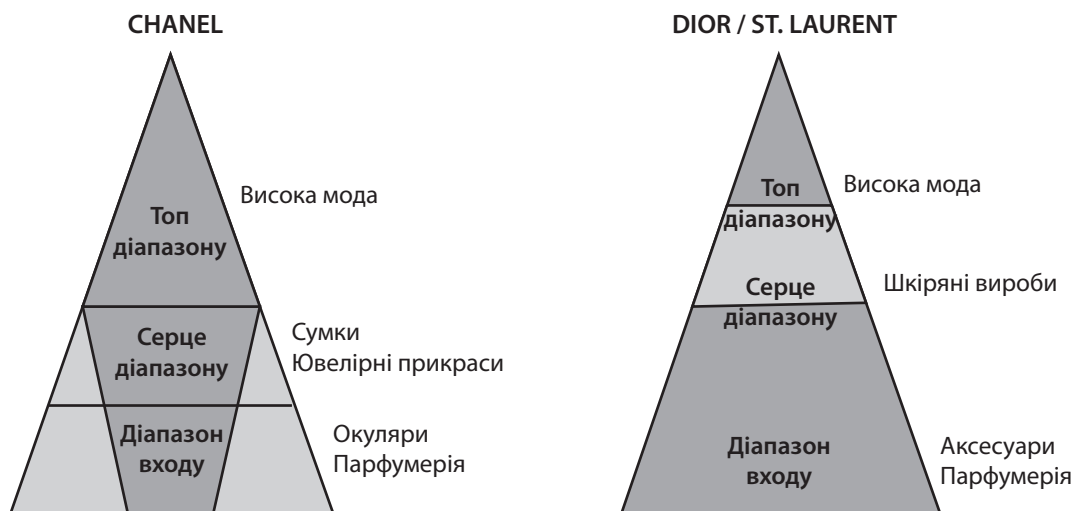 CHANEL
Висока мода
Топ
діапазону
Серце
діапазону
Сумки
Ювелірні прикраси
Діапазон
входу
Окуляри
Парфумерія
DIOR / ST. LAURENT
Топ
діапазону
Висока мода
Серце
діапазону
Шкіряні вироби
Діапазон
входу
Аксесуари
Парфумерія